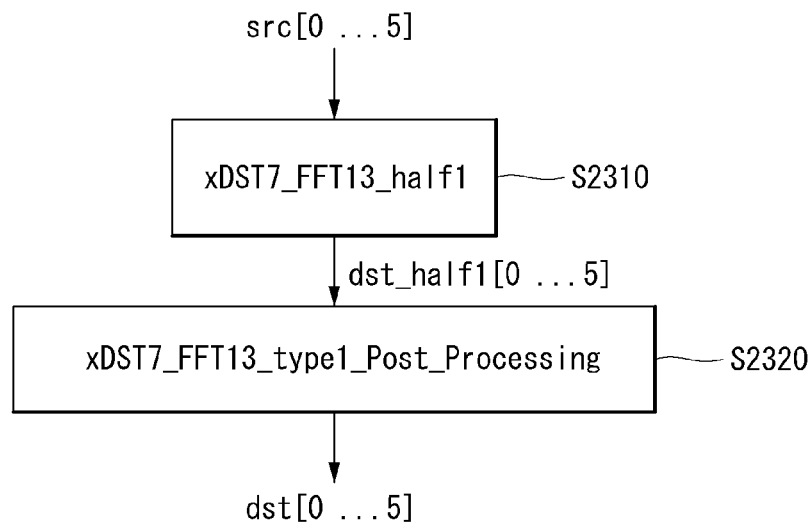 src[0 ...5]
xDST7_FFT13_half1
S2310
dst_half1[0 ...5]
xDST7_FFT13_type1_Post_Processing
S2320
dst[0 ...5]